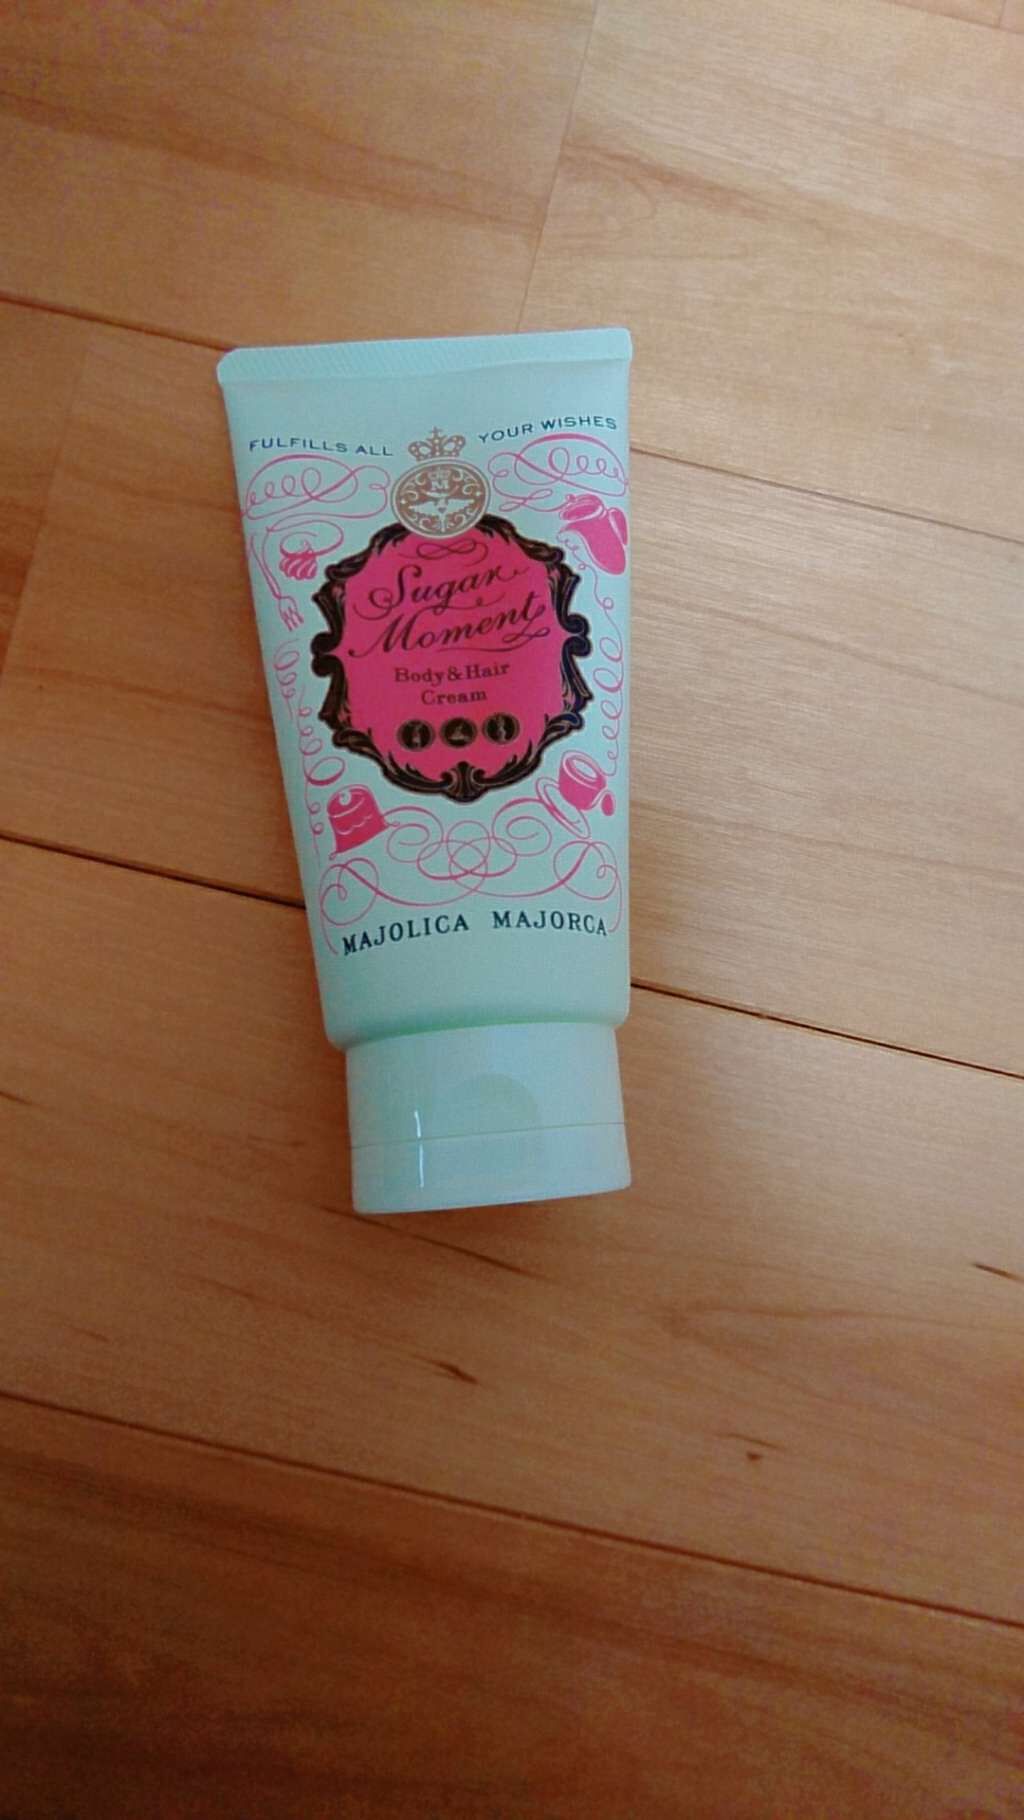 FULFILLS ALL YOUR WISHES
M
Sugar
Moment
Body & Hair
Cream
MAJOLICA MAJORCA